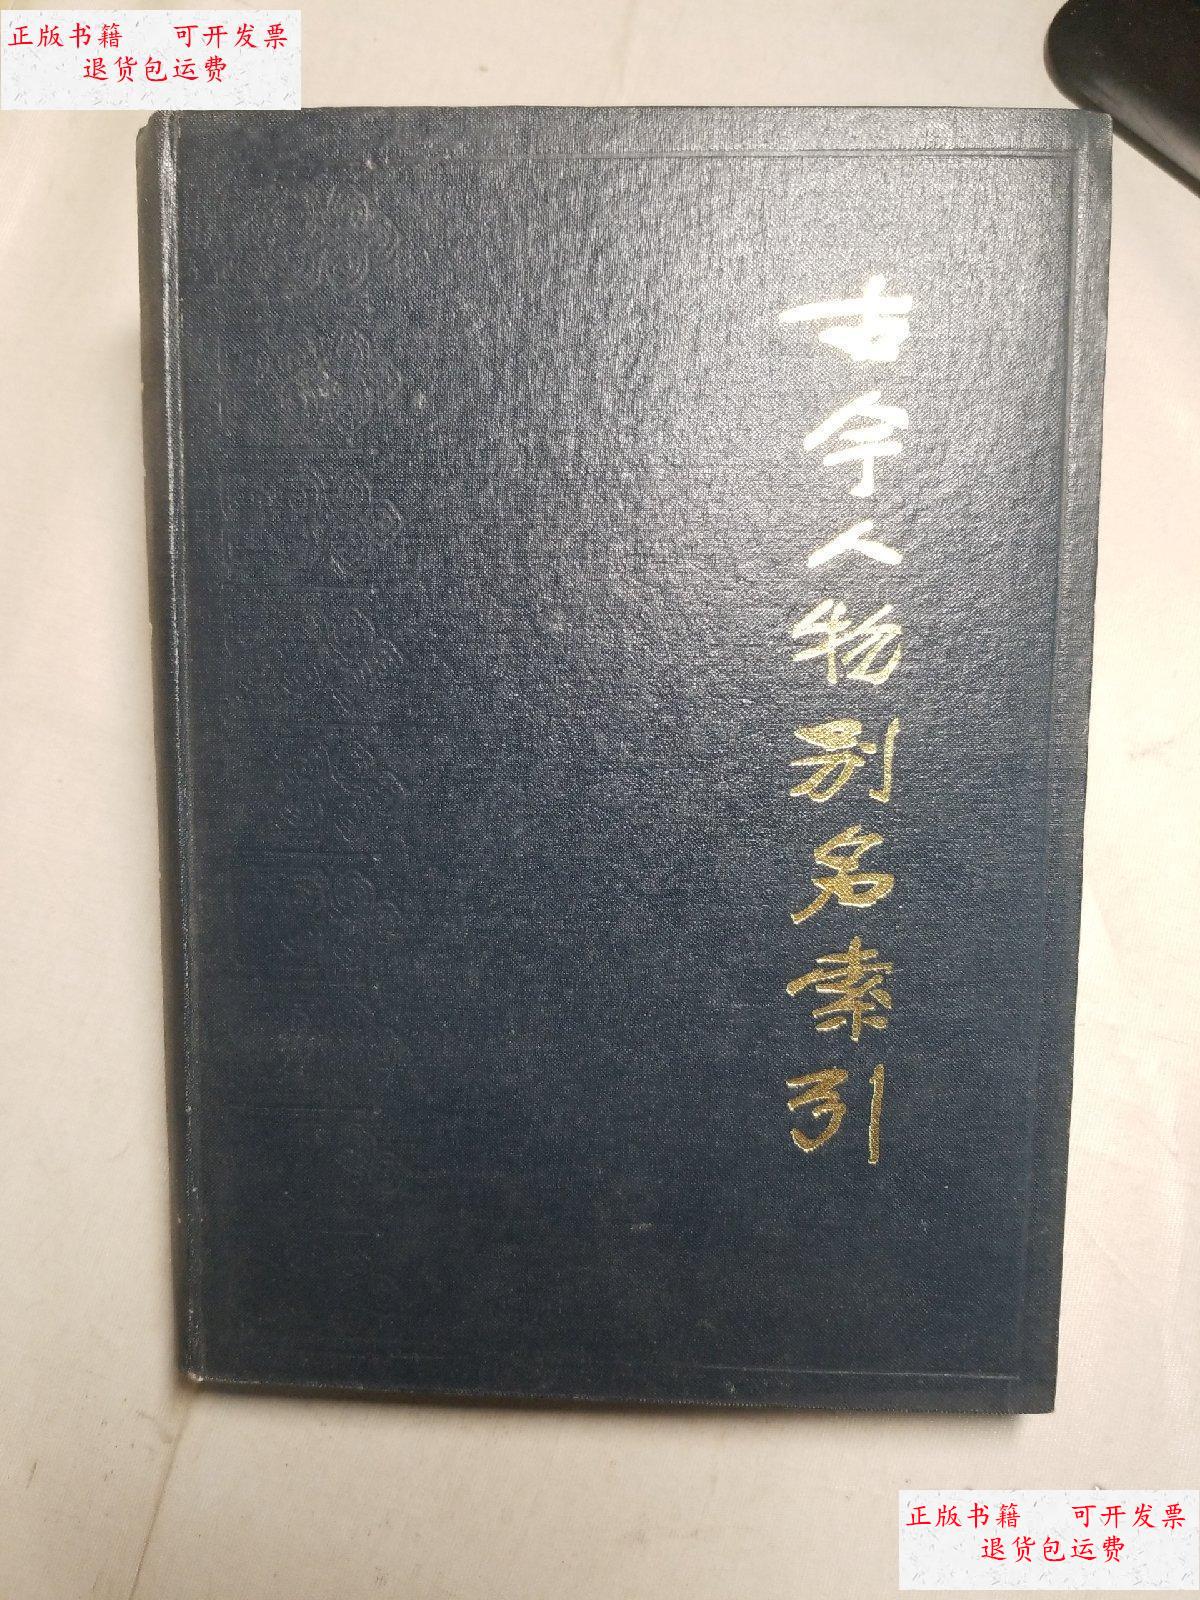 正版书籍 可开发票
退货包运费
古今人物别名索引
正版书籍 可开发票
退货包运费